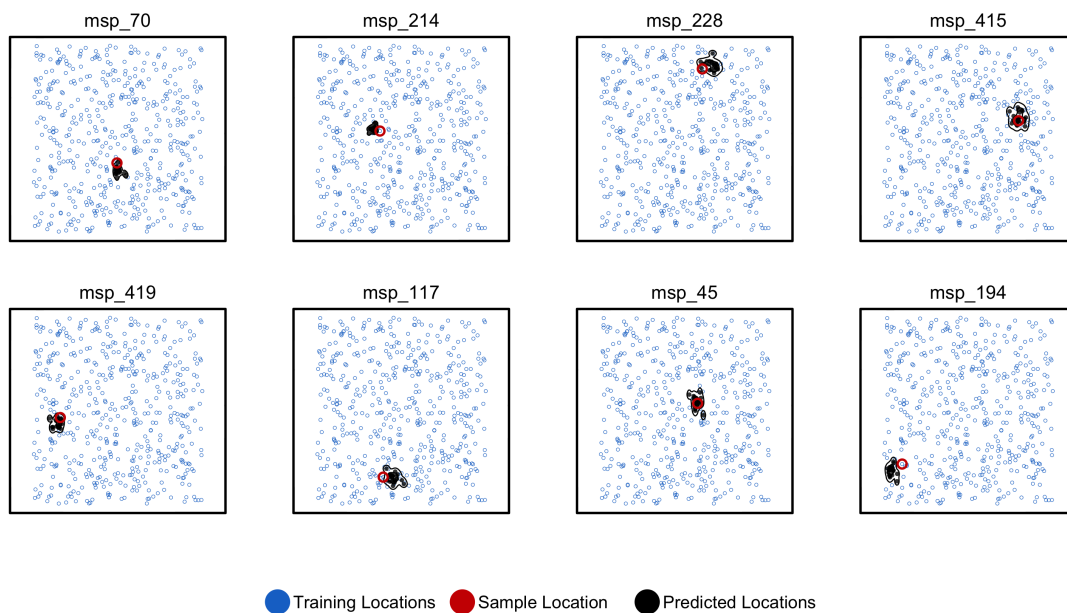 msp_70 msp_214 msp_228 msp_415
msp_419 msp_117 msp_45 msp_194
Training Locations Sample Location Predicted Locations